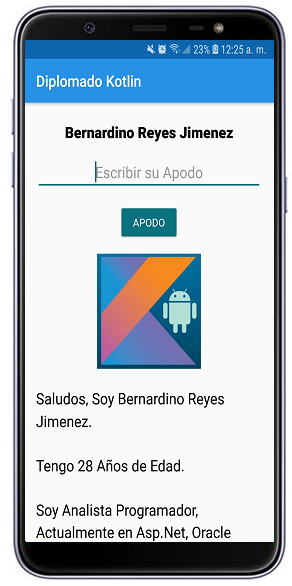 23% 12:25 a. m.
Diplomado Kotlin
Bernardino Reyes Jimenez
Escribir su Apodo
APODO
Saludos, Soy Bernardino Reyes
Jimenez.
Tengo 28 Años de Edad.
Soy Analista Programador,
Actualmente en Asp.Net, Oracle